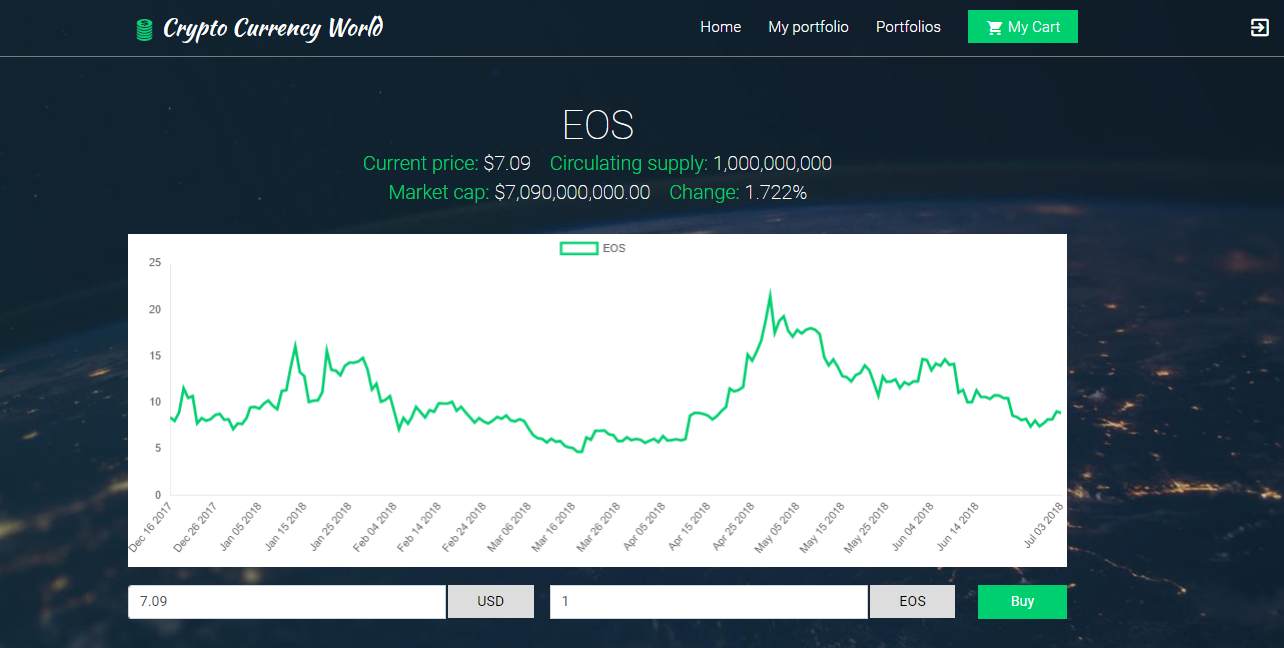 Crypto Currency World Home My portfolio Portfolios My Cart
EOS
Current price: $7.09 Circulating supply: 1,000,000,000
Market cap: $7,090,000,000.00 Change: 1.722%
EOS
25
20
15
10
5
0
Dec 16 2017 Dec 26 2017 Jan 05 2018 Jan 15 2018 Jan 25 2018 Feb 04 2018 Feb 14 2018 Feb 24 2018 Mar 06 2018 Mar 16 2018 Mar 26 2018 Apr 05 2018 Apr 15 2018 Apr 25 2018 May 05 2018 May 15 2018 May 25 2018 Jun 04 2018 Jun 14 2018 Jul 03 2018
7.09 USD 1 EOS Buy